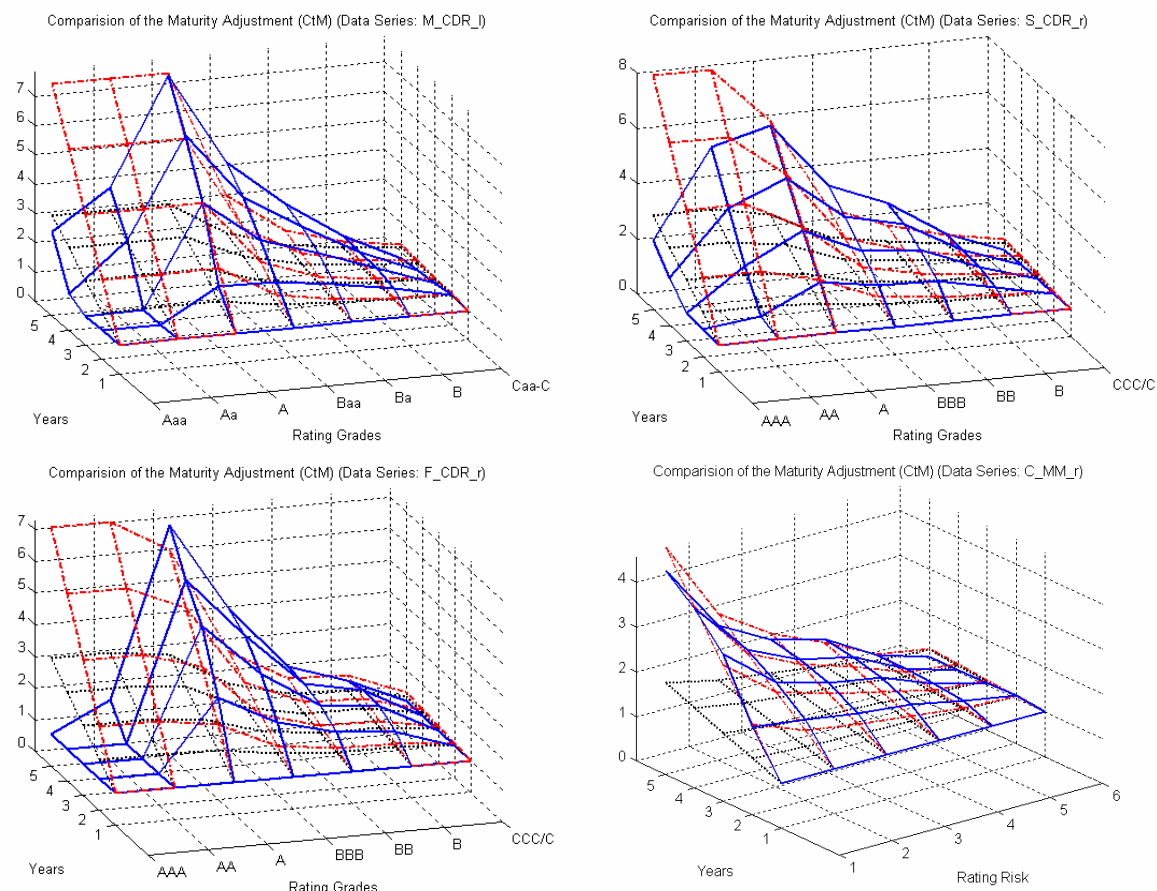 Comparision of the Maturity Adjustment (CtM) (Data Series: M_CDR_l)
7
6
5
4
3
2
1
0
5
4
3
2
1
Years
Aaa
Aa
A
Baa
Ba
B
Caa-C
Rating Grades
Comparision of the Maturity Adjustment (CtM) (Data Series: S_CDR_r)
8
6
4
2
0
5
4
3
2
1
Years
AAA
AA
A
BBB
BB
B
CCC/C
Rating Grades
Comparision of the Maturity Adjustment (CtM) (Data Series: F_CDR_r)
7
6
5
4
3
2
1
0
5
4
3
2
1
Years
AAA
AA
A
BBB
BB
B
CCC/C
Rating Grades
Comparision of the Maturity Adjustment (CtM) (Data Series: C_MM_r)
4
3
2
1
0
5
4
3
2
1
Years
1
2
3
4
5
6
Rating Risk